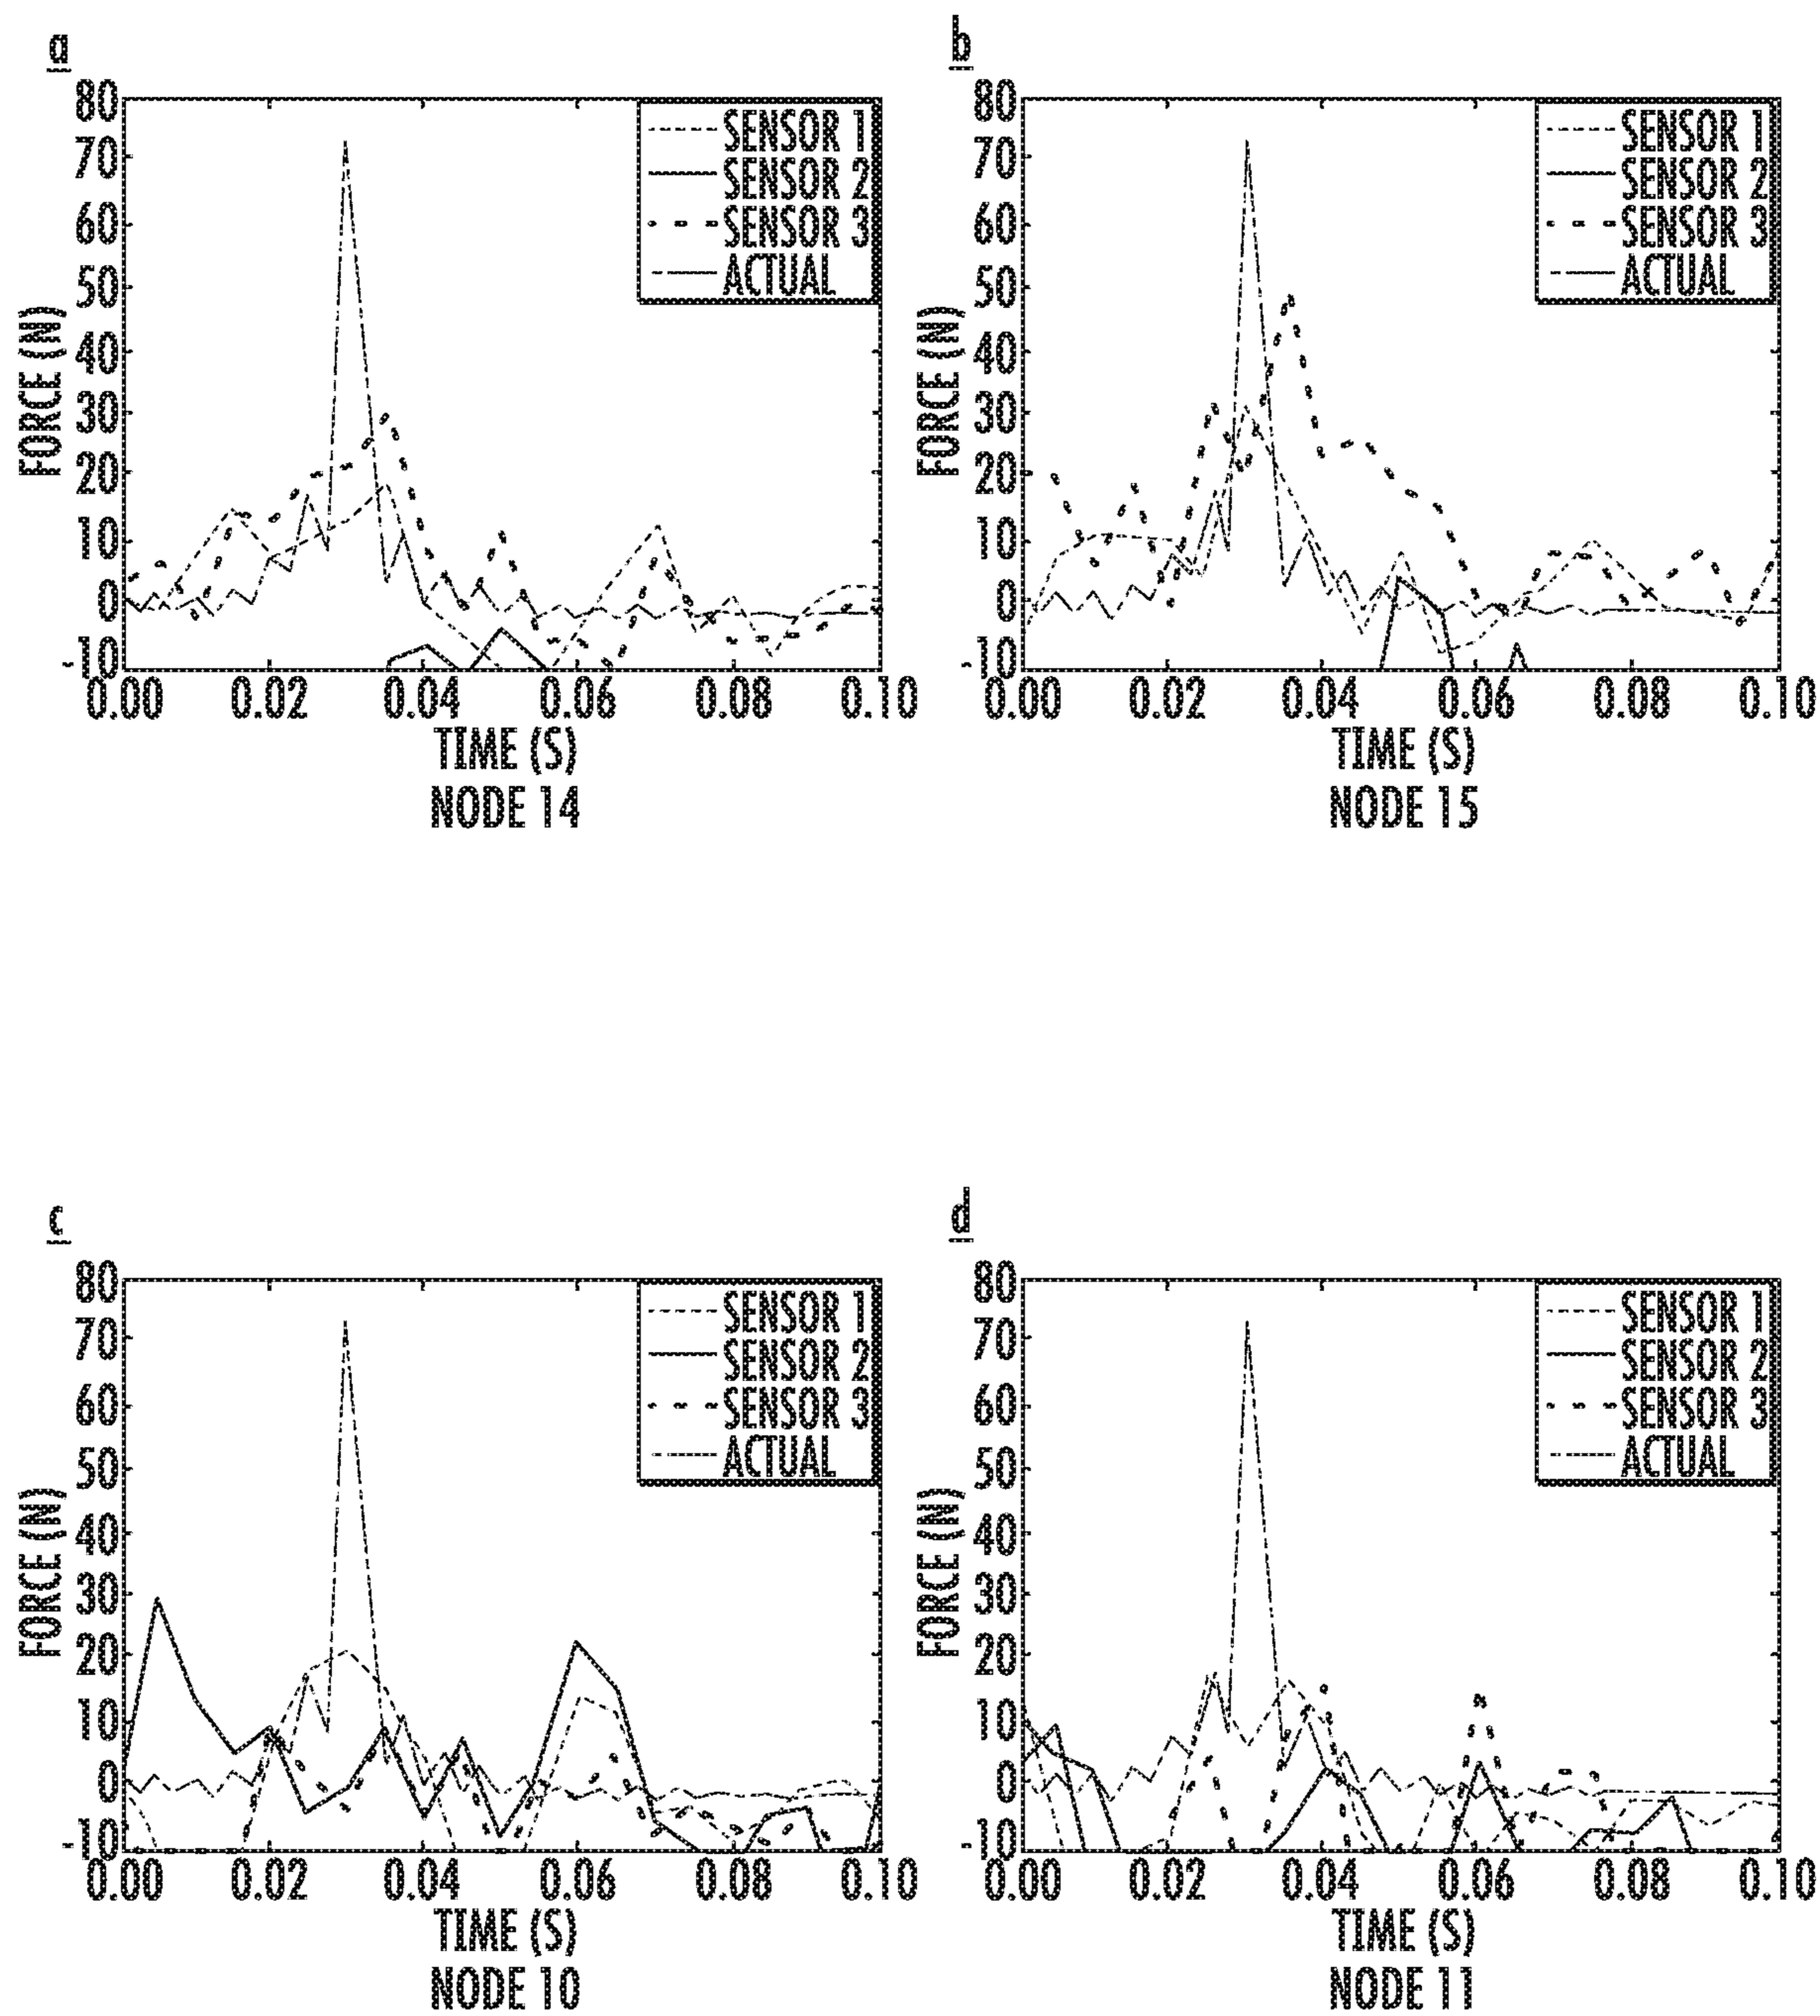 a
80
70
60
50
40
30
20
10
0
-10
FORCE (N)
SENSOR 1
SENSOR 2
SENSOR 3
ACTUAL
0.00 0.02 0.04 0.06 0.08 0.10
TIME (S)
NODE 14
b
80
70
60
50
40
30
20
10
0
-10
FORCE (N)
SENSOR 1
SENSOR 2
SENSOR 3
ACTUAL
0.00 0.02 0.04 0.06 0.08 0.10
TIME (S)
NODE 15
c
80
70
60
50
40
30
20
10
0
-10
FORCE (N)
SENSOR 1
SENSOR 2
SENSOR 3
ACTUAL
0.00 0.02 0.04 0.06 0.08 0.10
TIME (S)
NODE 10
d
80
70
60
50
40
30
20
10
0
-10
FORCE (N)
SENSOR 1
SENSOR 2
SENSOR 3
ACTUAL
0.00 0.02 0.04 0.06 0.08 0.10
TIME (S)
NODE 11